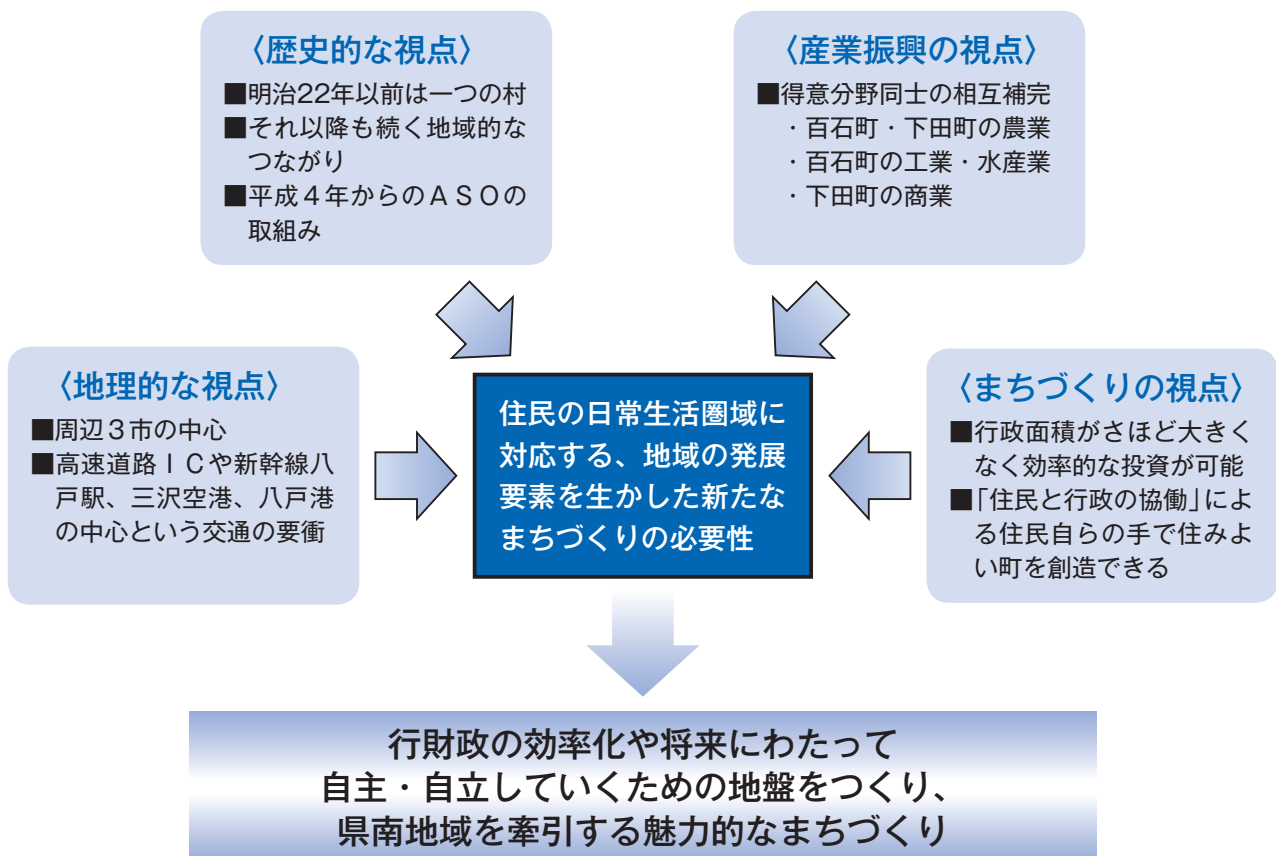 〈歴史的な視点〉
■明治22年以前は一つの村
■それ以降も続く地域的な
つながり
■平成４年からのＡＳＯの
取組み
〈産業振興の視点〉
■得意分野同士の相互補完
・百石町・下田町の農業
・百石町の工業・水産業
・下田町の商業
〈地理的な視点〉
■周辺３市の中心
■高速道路ＩＣや新幹線八
戸駅、三沢空港、八戸港
の中心という交通の要衝
住民の日常生活圏域に
対応する、地域の発展
要素を生かした新たな
まちづくりの必要性
〈まちづくりの視点〉
■行政面積がさほど大きく
なく効率的な投資が可能
■「住民と行政の協働」によ
る住民自らの手で住みよ
い町を創造できる
行財政の効率化や将来にわたって
自主・自立していくための地盤をつくり、
県南地域を牽引する魅力的なまちづくり